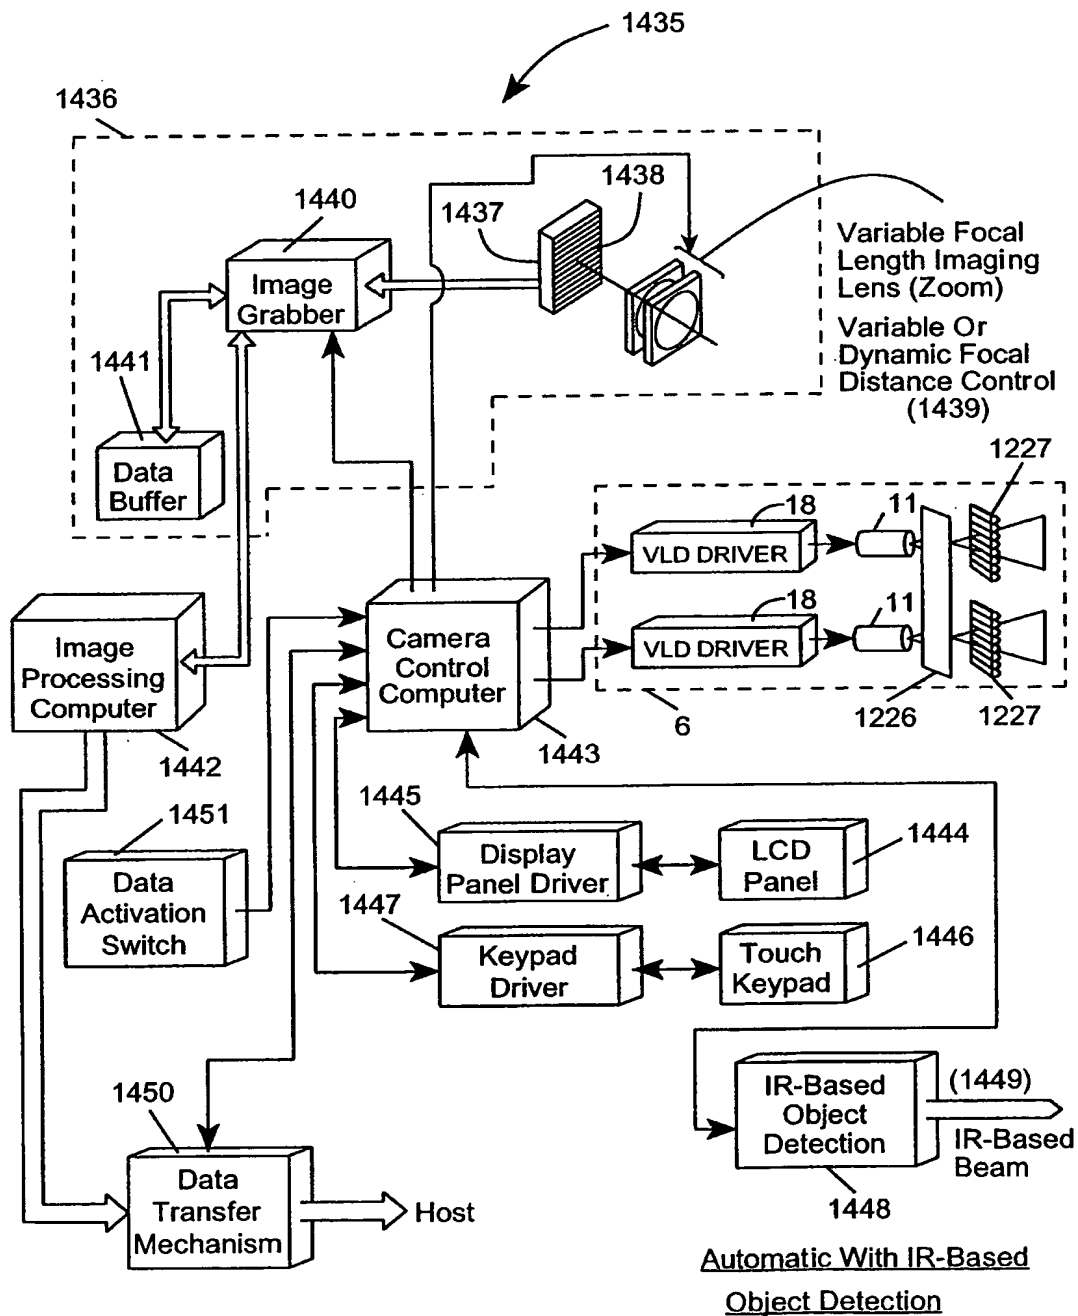 1435
1436
1440
1437
1438
Image
Grabber
Variable Focal
Length Imaging
Lens (Zoom)
Variable Or
Dynamic Focal
Distance Control
(1439)
1441
Data
Buffer
1227
18
11
VLD DRIVER
18
11
VLD DRIVER
6
1226
1227
Image
Processing
Computer
1442
Camera
Control
Computer
1443
1451
Data
Activation
Switch
1445
Display
Panel Driver
LCD
Panel
1444
1447
Keypad
Driver
Touch
Keypad
1446
1450
Data
Transfer
Mechanism
Host
IR-Based
Object
Detection
(1449)
IR-Based
Beam
1448
Automatic With IR-Based
Object Detection